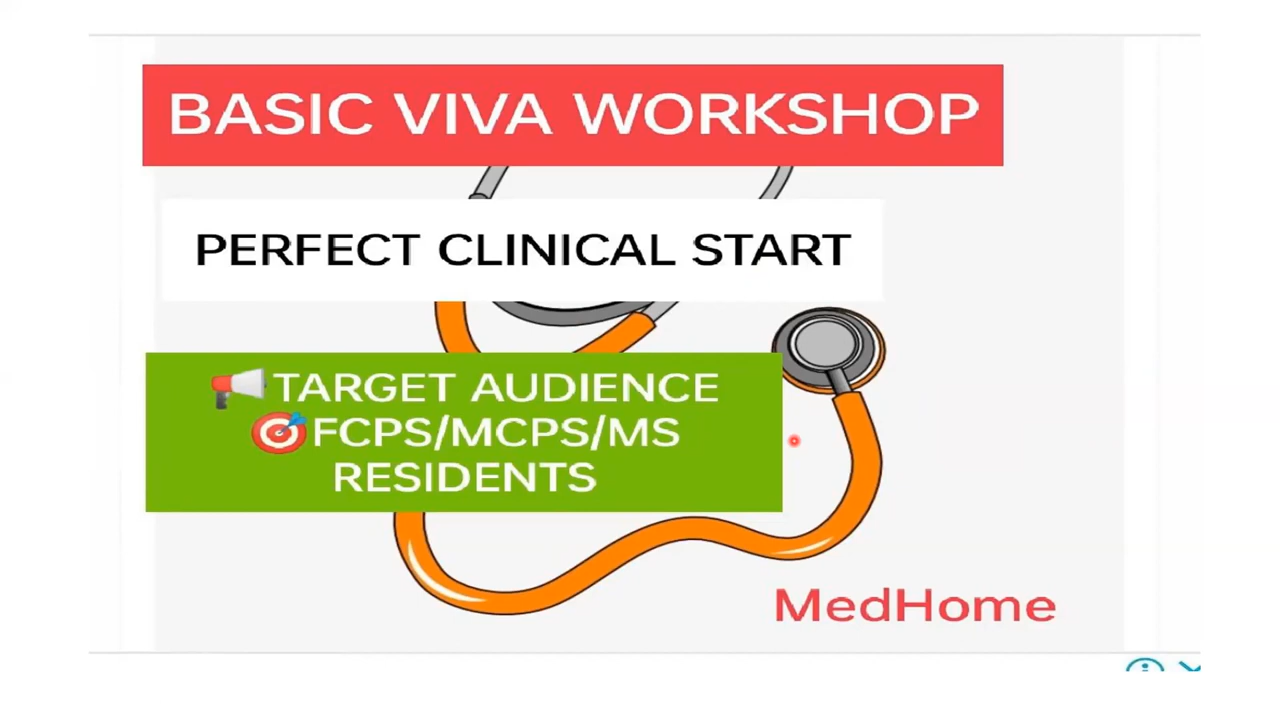 BASIC VIVA WORKSHOP
PERFECT CLINICAL START
📢TARGET AUDIENCE
🎯FCPS/MCPS/MS
RESIDENTS
MedHome